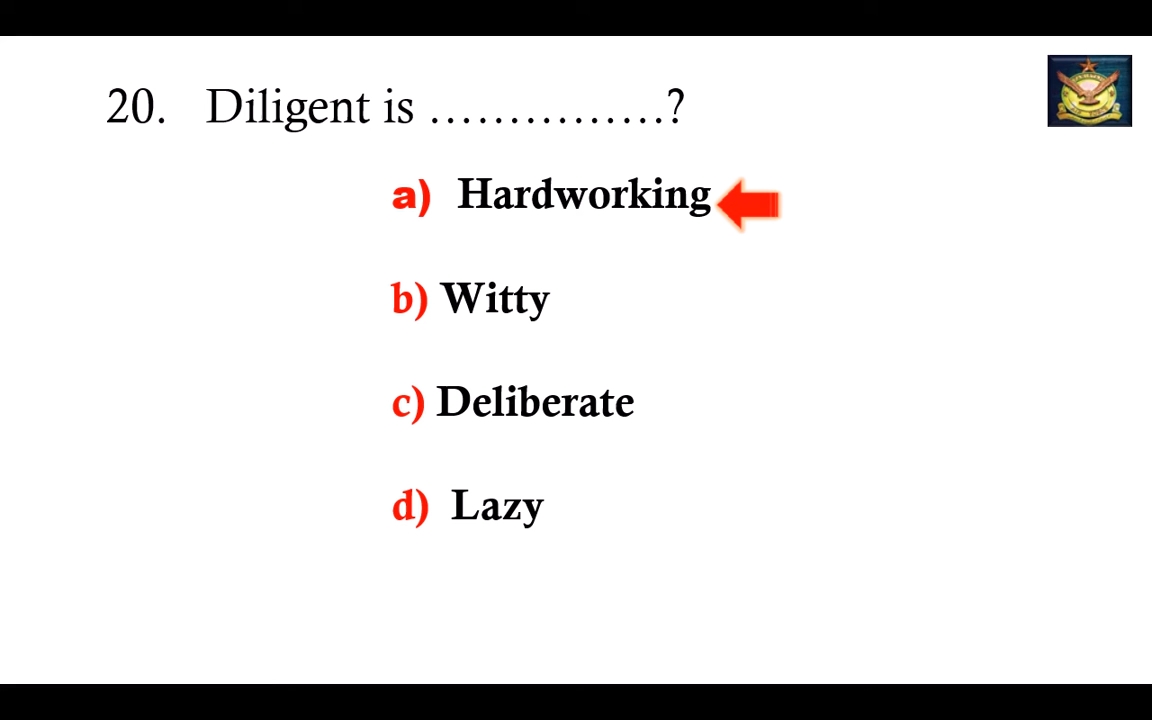 20. Diligent is ……………?
a) Hardworking
b) Witty
c) Deliberate
d) Lazy